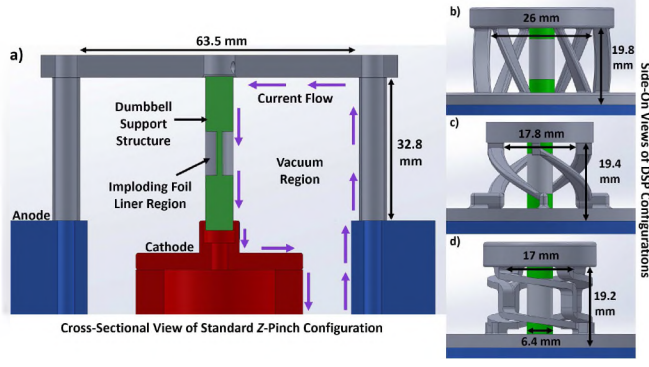 a)
63.5 mm
Dumbbell
Support
Structure
Current Flow
Vacuum
Region
32.8
mm
Imploding Foil
Liner Region
Anode
Cathode
Cross-Sectional View of Standard Z-Pinch Configuration
b)
26 mm
19.8
mm
c)
17.8 mm
19.4
mm
d)
17 mm
19.2
mm
6.4 mm
Side-On Views of DSP Configurations